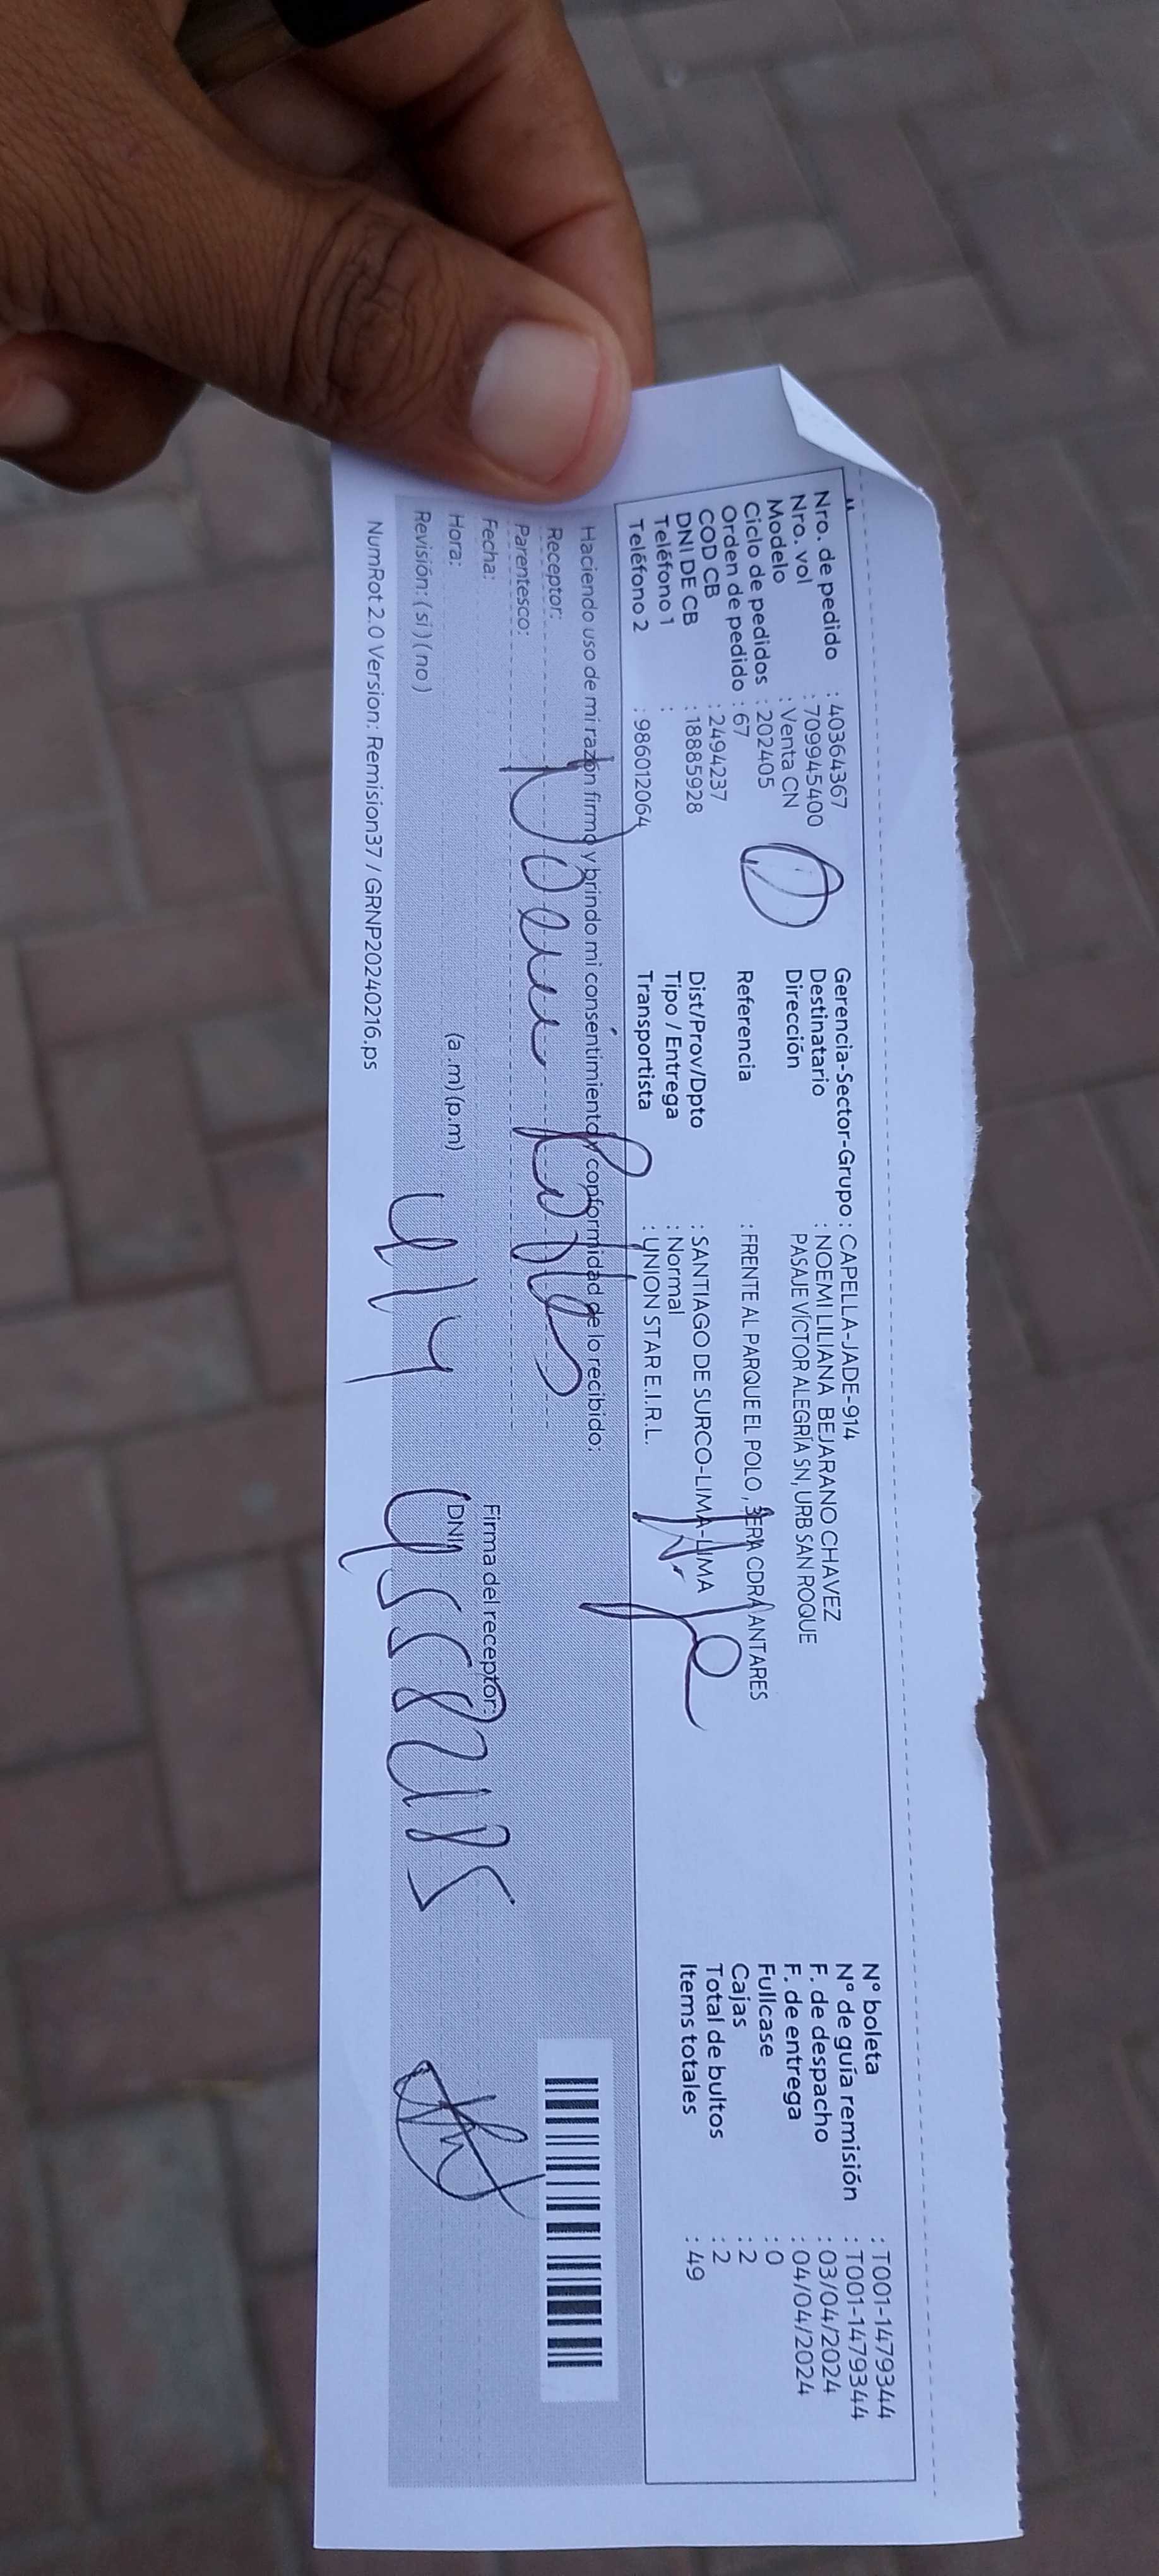 Nro. de pedido : 40364367
Nro. vol : 709945400
Modelo : Venta CN
Ciclo de pedidos : 202405
Orden de pedido : 67
COD CB : 2494237
DNI DE CB : 18885928
Teléfono 1 :
Teléfono 2 : 986012064
Gerencia-Sector-Grupo : CAPELLA-JADE-914
Destinatario : NOEMI LILIANA BEJARANO CHAVEZ
Dirección PASAJE VÍCTOR ALEGRÍA SN, URB SAN ROQUE
Referencia : FRENTE AL PARQUE EL POLO, 3ERA CDRA ANTARES
Dist/Prov/Dpto : SANTIAGO DE SURCO-LIMA-LIMA
Tipo / Entrega : Normal
Transportista : UNION STAR E.I.R.L.
N° boleta : T001-1479344
N° de guía remisión : T001-1479344
F. de despacho : 03/04/2024
F. de entrega : 04/04/2024
Fullcase : 0
Cajas : 2
Total de bultos : 2
Items totales : 49
Haciendo uso de mi razón firmo y brindo mi consentimiento y conformidad de lo recibido:
Receptor:
Parentesco:
Fecha:
Hora: (a.m)(p.m)
Revisión: (si)(no)
Firma del receptor:
DNI:
NumRot 2.0 Version: Remision37 / GRNP20240216.ps